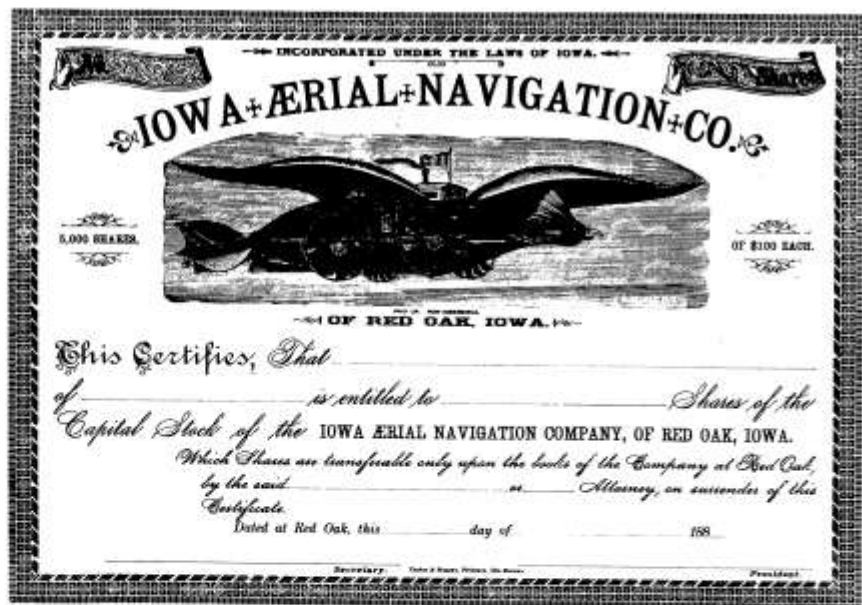 No.
INCORPORATED UNDER THE LAWS OF IOWA.
Shares
IOWA ÆRIAL NAVIGATION CO.
5,000 SHARES,
OF $100 EACH.
OF RED OAK, IOWA.
This Certifies, That
of is entitled to Shares of the
Capital Stock of the IOWA ÆRIAL NAVIGATION COMPANY, OF RED OAK, IOWA.
Which Shares are transferable only upon the books of the Company at Red Oak,
by the said or Attorney, on surrender of this
Certificate.
Dated at Red Oak, this day of 188
Secretary.
President.